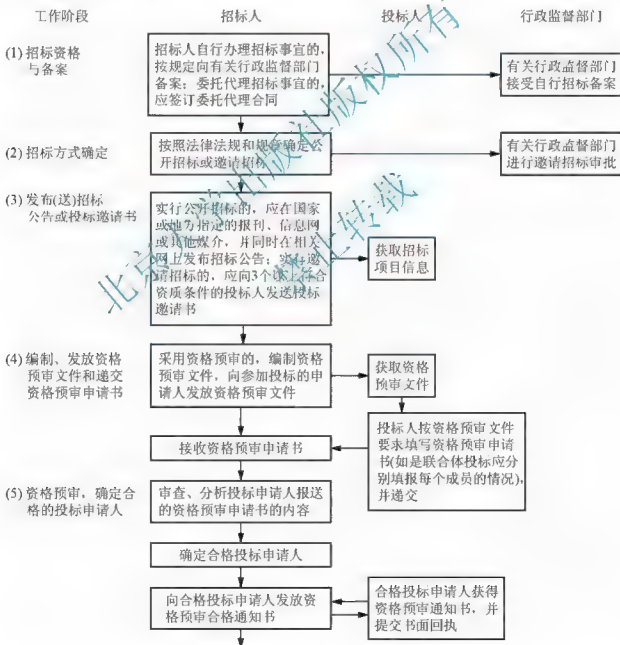 工作阶段 招标人 投标人 行政监督部门
(1) 招标资格
与备案
招标人自行办理招标事宜的,
按规定向有关行政监督部门
备案;委托代理招标事宜的,
应签订委托代理合同
有关行政监督部门
接受自行招标备案
(2) 招标方式确定
按照法律法规和规章确定公
开招标或邀请招标
有关行政监督部门
进行邀请招标审批
(3) 发布(送)招标
公告或投标邀请书
实行公开招标的,应在国家
或地方指定的报刊、信息网
或其他媒介,并同时在相关
网上发布招标公告;实行邀
请招标的,应向3个以上符合
资质条件的投标人发送投标
邀请书
获取招标
项目信息
(4) 编制、发放资格
预审文件和递交
资格预审申请书
采用资格预审的,编制资格
预审文件,向参加投标的申
请人发放资格预审文件
获取资格
预审文件
投标人按资格预审文件
要求填写资格预审申请
书(如是联合体投标应分
别填报每个成员的情况),
并递交
接收资格预审申请书
(5) 资格预审,确定合
格的投标申请人
审查、分析投标申请人报送
的资格预审申请书的内容
确定合格投标申请人
向合格投标申请人发放资
格预审合格通知书
合格投标申请人获得
资格预审通知书,并
提交书面回执
北京大学出版社版权所有
禁止转载